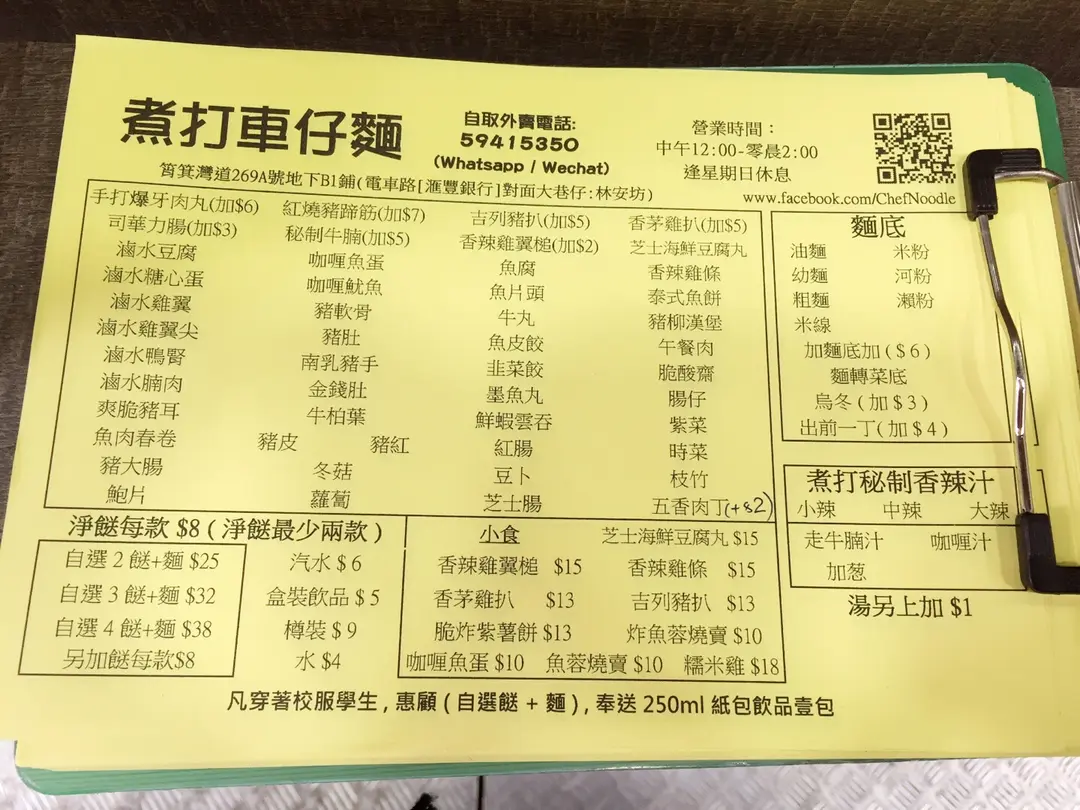 煮打車仔麵
自取外賣電話:
59415350
(Whatsapp / Wechat)
營業時間：
中午12:00-零晨2:00
逢星期日休息
筲箕灣道269A號地下B1鋪(電車路[滙豐銀行]對面大巷仔:林安坊)
www.facebook.com/ChefNoodle
手打爆牙肉丸(加$6) 紅燒豬蹄筋(加$7) 吉列豬扒(加$5) 香茅雞扒(加$5)
司華力腸(加$3) 秘制牛腩(加$5) 香辣雞翼槌(加$2) 芝士海鮮豆腐丸
滷水豆腐 咖喱魚蛋 魚腐 香辣雞條
滷水糖心蛋 咖喱魷魚 魚片頭 泰式魚餅
滷水雞翼 豬軟骨 牛丸 豬柳漢堡
滷水雞翼尖 豬肚 魚皮餃 午餐肉
滷水鴨腎 南乳豬手 韭菜餃 脆酸齋
滷水腩肉 金錢肚 墨魚丸 腸仔
爽脆豬耳 牛柏葉 鮮蝦雲吞 紫菜
魚肉春卷 豬皮 豬紅 紅腸 時菜
豬大腸 冬菇 豆卜 枝竹
鮑片 蘿蔔 芝士腸 五香肉丁(+$2)
麵底
油麵 米粉
幼麵 河粉
粗麵 瀨粉
米線
加麵底加 ( $ 6 )
麵轉菜底
烏冬 ( 加 $ 3 )
出前一丁( 加 $ 4 )
煮打秘制香辣汁
小辣 中辣 大辣
走牛腩汁 咖喱汁
加葱
湯另上加 $1
淨餸每款 $8 ( 淨餸最少兩款 )
自選 2 餸+麵 $25
自選 3 餸+麵 $32
自選 4 餸+麵 $38
另加餸每款$8
汽水 $ 6
盒裝飲品 $ 5
樽裝 $ 9
水 $4
小食 芝士海鮮豆腐丸 $15
香辣雞翼槌 $15 香辣雞條 $15
香茅雞扒 $13 吉列豬扒 $13
脆炸紫薯餅 $13 炸魚蓉燒賣 $10
咖喱魚蛋 $10 魚蓉燒賣 $10 糯米雞 $18
凡穿著校服學生 , 惠顧 ( 自選餸 + 麵 ) , 奉送 250ml 紙包飲品壹包